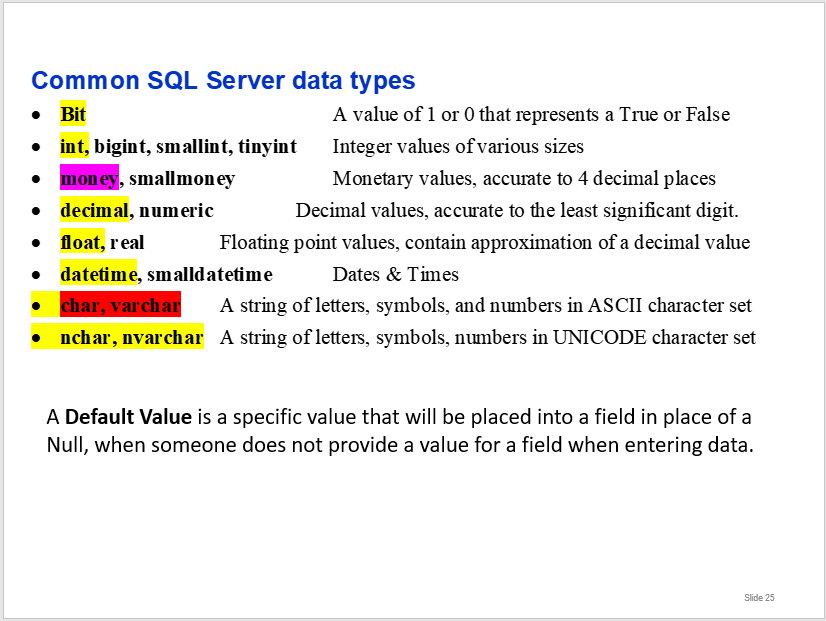 Common SQL Server data types
• Bit A value of 1 or 0 that represents a True or False
• int, bigint, smallint, tinyint Integer values of various sizes
• money, smallmoney Monetary values, accurate to 4 decimal places
• decimal, numeric Decimal values, accurate to the least significant digit.
• float, real Floating point values, contain approximation of a decimal value
• datetime, smalldatetime Dates & Times
• char, varchar A string of letters, symbols, and numbers in ASCII character set
• nchar, nvarchar A string of letters, symbols, numbers in UNICODE character set
A Default Value is a specific value that will be placed into a field in place of a
Null, when someone does not provide a value for a field when entering data.
Slide 25